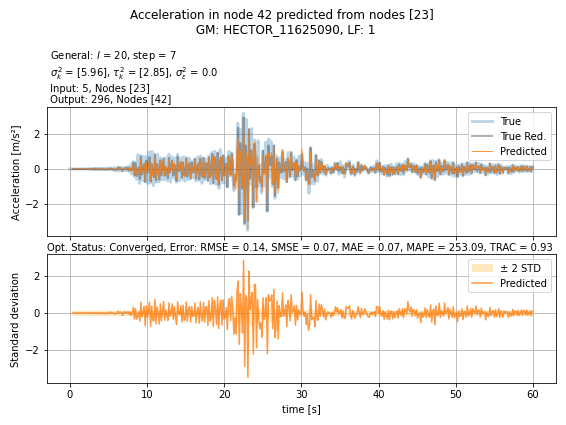 Acceleration in node 42 predicted from nodes [23]
GM: HECTOR_11625090, LF: 1
General: l = 20, step = 7
σ²ₖ = [5.96], τ²ₖ = [2.85], σ²ε = 0.0
Input: 5, Nodes [23]
Output: 296, Nodes [42]
Acceleration [m/s²]
2
0
−2
True
True Red.
Predicted
Opt. Status: Converged, Error: RMSE = 0.14, SMSE = 0.07, MAE = 0.07, MAPE = 253.09, TRAC = 0.93
Standard deviation
2
0
−2
± 2 STD
Predicted
0 10 20 30 40 50 60
time [s]